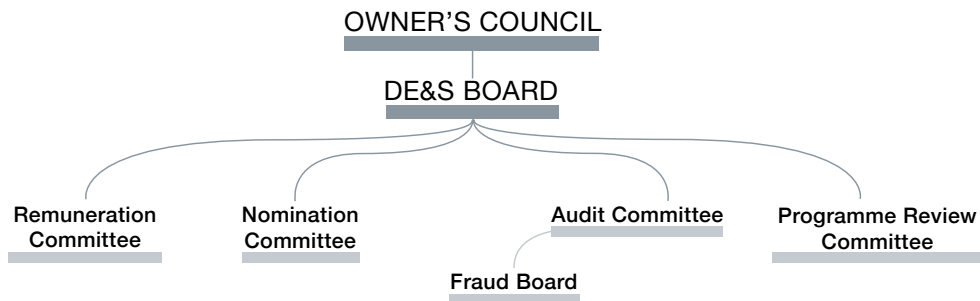 OWNER'S COUNCIL
DE&S BOARD
Remuneration
Committee
Nomination
Committee
Audit Committee
Programme Review
Committee
Fraud Board